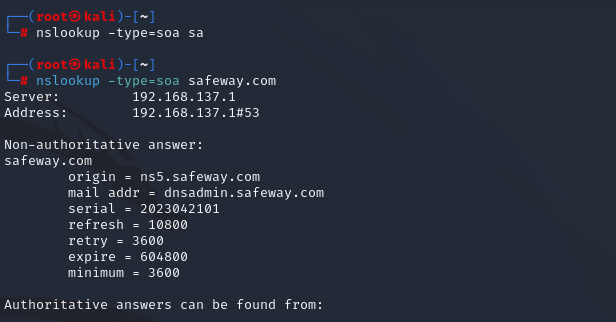 ┌──(root㉿kali)-[~]
└─# nslookup -type=soa sa
┌──(root㉿kali)-[~]
└─# nslookup -type=soa safeway.com
Server:         192.168.137.1
Address:        192.168.137.1#53
Non-authoritative answer:
safeway.com
        origin = ns5.safeway.com
        mail addr = dnsadmin.safeway.com
        serial = 2023042101
        refresh = 10800
        retry = 3600
        expire = 604800
        minimum = 3600
Authoritative answers can be found from: